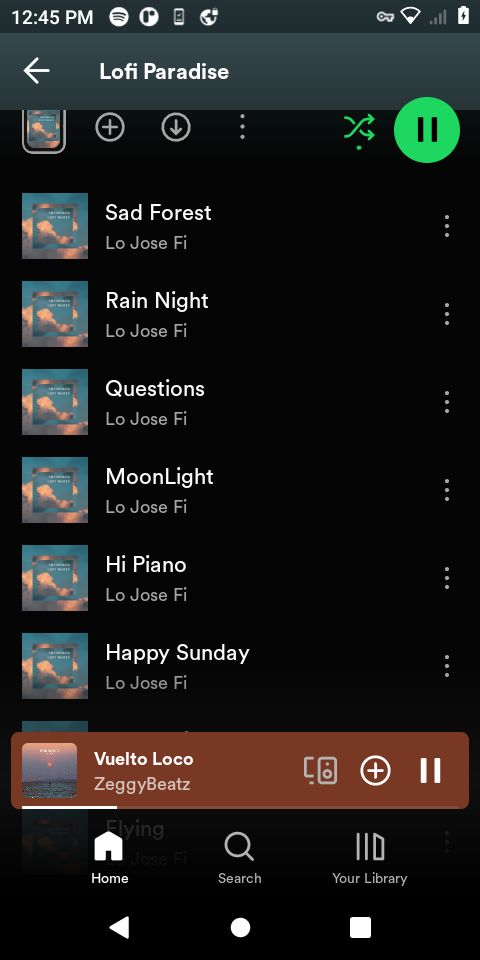 12:45 PM
Lofi Paradise
Sad Forest
Lo Jose Fi
Rain Night
Lo Jose Fi
Questions
Lo Jose Fi
MoonLight
Lo Jose Fi
Hi Piano
Lo Jose Fi
Happy Sunday
Lo Jose Fi
Vuelto Loco
ZeggyBeatz
Flying
Lo Jose Fi
Home
Search
Your Library